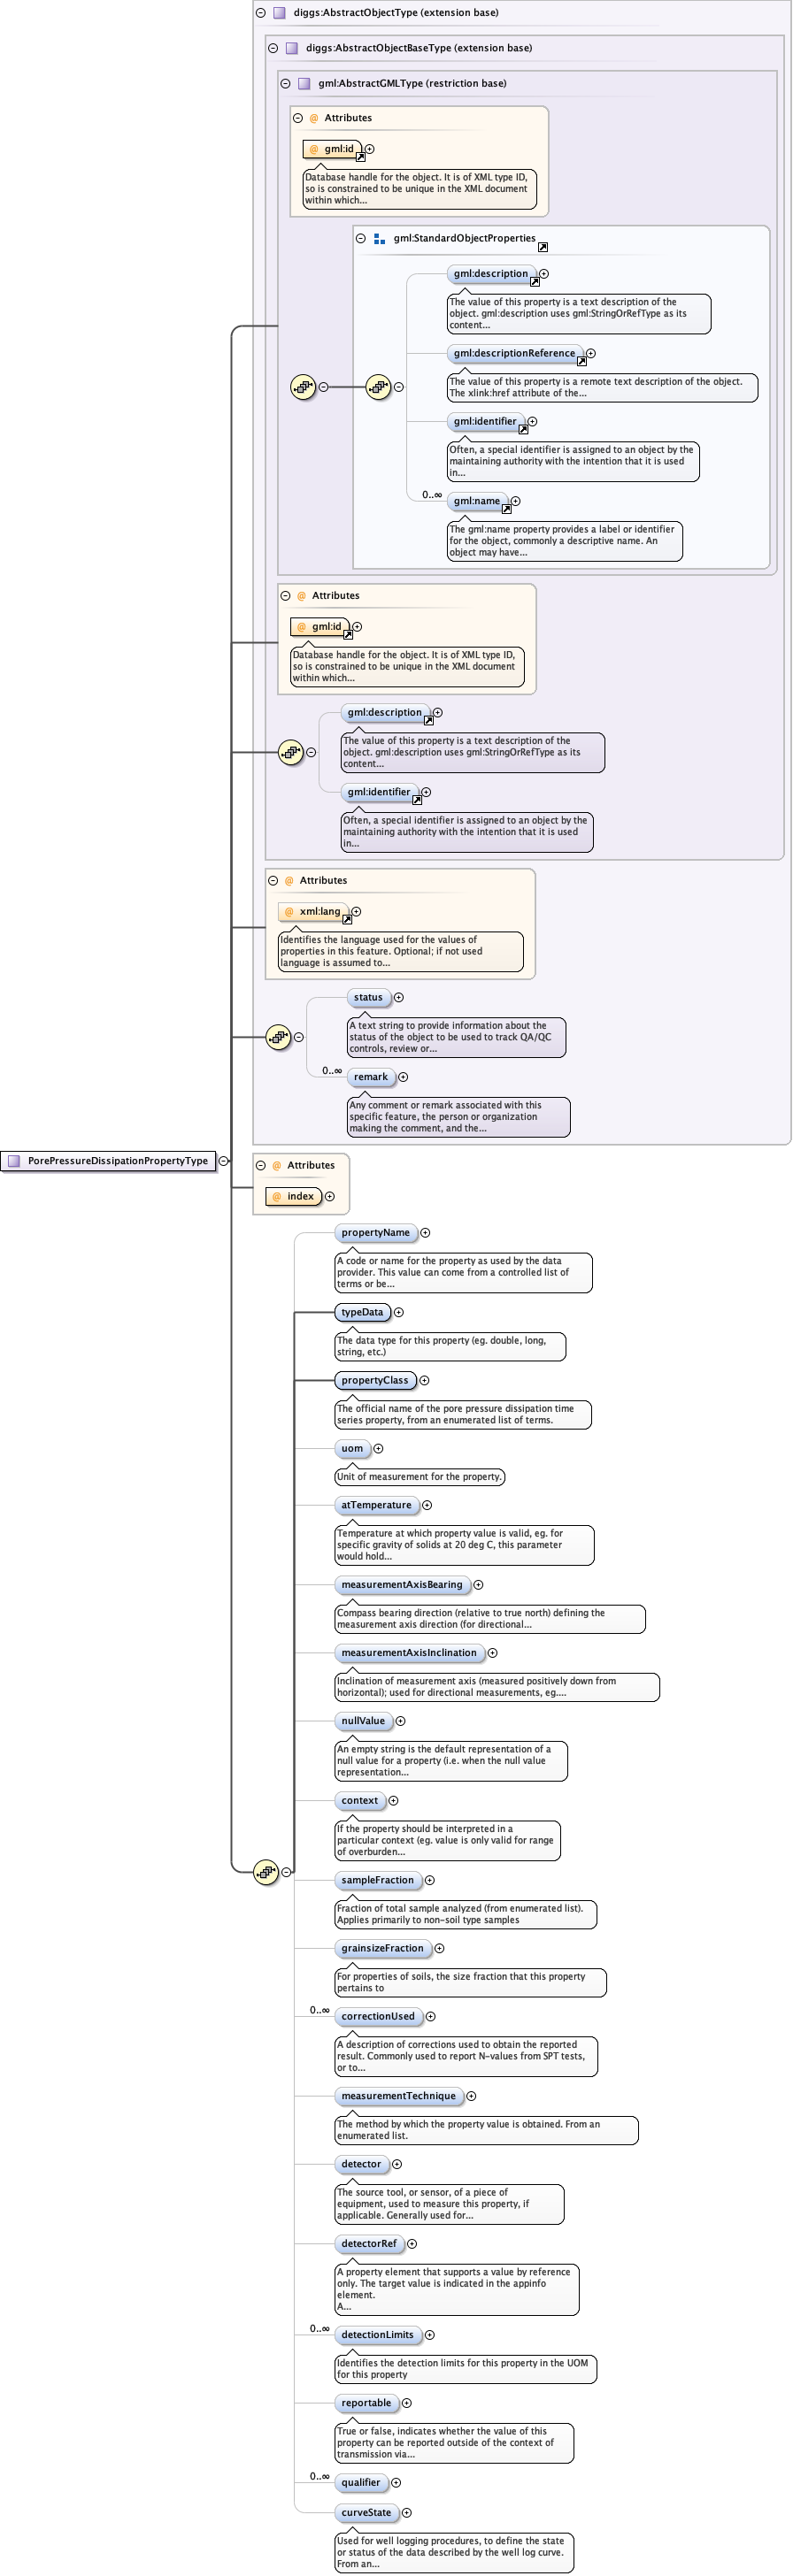 diggs:AbstractObjectType (extension base)
diggs:AbstractObjectBaseType (extension base)
gml:AbstractGMLType (restriction base)
@ Attributes
@ gml:id
Database handle for the object. It is of XML type ID,
so is constrained to be unique in the XML document
within which...
gml:StandardObjectProperties
gml:description
The value of this property is a text description of the
object. gml:description uses gml:StringOrRefType as its
content...
gml:descriptionReference
The value of this property is a remote text description of the object.
The xlink:href attribute of the...
gml:identifier
Often, a special identifier is assigned to an object by the
maintaining authority with the intention that it is used
in...
0..∞
gml:name
The gml:name property provides a label or identifier
for the object, commonly a descriptive name. An
object may have...
@ Attributes
@ gml:id
Database handle for the object. It is of XML type ID,
so is constrained to be unique in the XML document
within which...
gml:description
The value of this property is a text description of the
object. gml:description uses gml:StringOrRefType as its
content...
gml:identifier
Often, a special identifier is assigned to an object by the
maintaining authority with the intention that it is used
in...
@ Attributes
@ xml:lang
Identifies the language used for the values of
properties in this feature. Optional; if not used
language is assumed to...
status
A text string to provide information about the
status of the object to be used to track QA/QC
controls, review or...
0..∞
remark
Any comment or remark associated with this
specific feature, the person or organization
making the comment, and the...
PorePressureDissipationPropertyType
@ Attributes
@ index
propertyName
A code or name for the property as used by the data
provider. This value can come from a controlled list of
terms or be...
typeData
The data type for this property (eg. double, long,
string, etc.)
propertyClass
The official name of the pore pressure dissipation time
series property, from an enumerated list of terms.
uom
Unit of measurement for the property.
atTemperature
Temperature at which property value is valid, eg. for
specific gravity of solids at 20 deg C, this parameter
would hold...
measurementAxisBearing
Compass bearing direction (relative to true north) defining the
measurement axis direction (for directional...
measurementAxisInclination
Inclination of measurement axis (measured positively down from
horizontal); used for directional measurements, eg....
nullValue
An empty string is the default representation of a
null value for a property (i.e. when the null value
representation...
context
If the property should be interpreted in a
particular context (eg. value is only valid for range
of overburden...
sampleFraction
Fraction of total sample analyzed (from enumerated list).
Applies primarily to non-soil type samples
grainsizeFraction
For properties of soils, the size fraction that this property
pertains to
0..∞
correctionUsed
A description of corrections used to obtain the reported
result. Commonly used to report N-values from SPT tests,
or to...
measurementTechnique
The method by which the property value is obtained. From an
enumerated list.
detector
The source tool, or sensor, of a piece of
equipment, used to measure this property, if
applicable. Generally used for...
detectorRef
A property element that supports a value by reference
only. The target value is indicated in the appinfo
element.
A...
0..∞
detectionLimits
Identifies the detection limits for this property in the UOM
for this property
reportable
True or false, indicates whether the value of this
property can be reported outside of the context of
transmission via...
0..∞
qualifier
curveState
Used for well logging procedures, to define the state
or status of the data described by the well log curve.
From an...